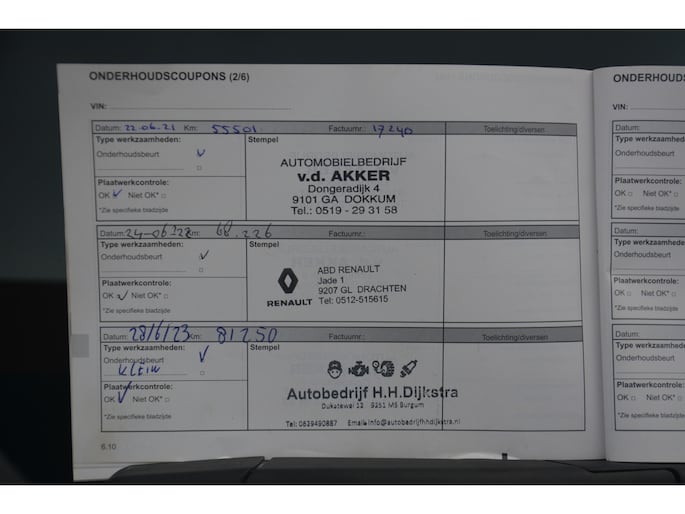 ONDERHOUDSCOUPONS (2/6)
VIN:
Datum: 22-06-21 Km: 55501 Factuurnr.: 17240 Toelichting/diversen
Type werkzaamheden: Stempel
Onderhoudsbeurt
AUTOMOBIELBEDRIJF
v.d. AKKER
Dongeradijk 4
9101 GA DOKKUM
Tel.: 0519 - 29 31 58
Plaatwerkcontrole:
OK Niet OK*
*Zie specifieke bladzijde
Datum: 24-06-22 Km: 68.226 Factuurnr.: Toelichting/diversen
Type werkzaamheden: Stempel
Onderhoudsbeurt
RENAULT
ABD RENAULT
Jade 1
9207 GL DRACHTEN
Tel: 0512-515615
Plaatwerkcontrole:
OK Niet OK*
*Zie specifieke bladzijde
Datum: 28/6/23 Km: 81250 Factuurnr.: Toelichting/diversen
Type werkzaamheden: Stempel
Onderhoudsbeurt
klein
Autobedrijf H.H.Dijkstra
9251 MS Burgum
Tel: 0629490887 Email: info@autobedrijfhhdijkstra.nl
Plaatwerkcontrole:
OK Niet OK*
*Zie specifieke bladzijde
6.10
ONDERHOUDS
VIN:
Datum:
Type werkzaamheden:
Onderhoudsbeurt
Plaatwerkcontrole:
OK Niet OK*
*Zie specifieke bladzijde
Datum:
Type werkzaamheden:
Onderhoudsbeurt
Plaatwerkcontrole:
OK Niet OK*
*Zie specifieke bladzijde
Datum:
Type werkzaamheden:
Onderhoudsbeurt
Plaatwerkcontrole:
OK Niet OK*
*Zie specifieke bladzijde